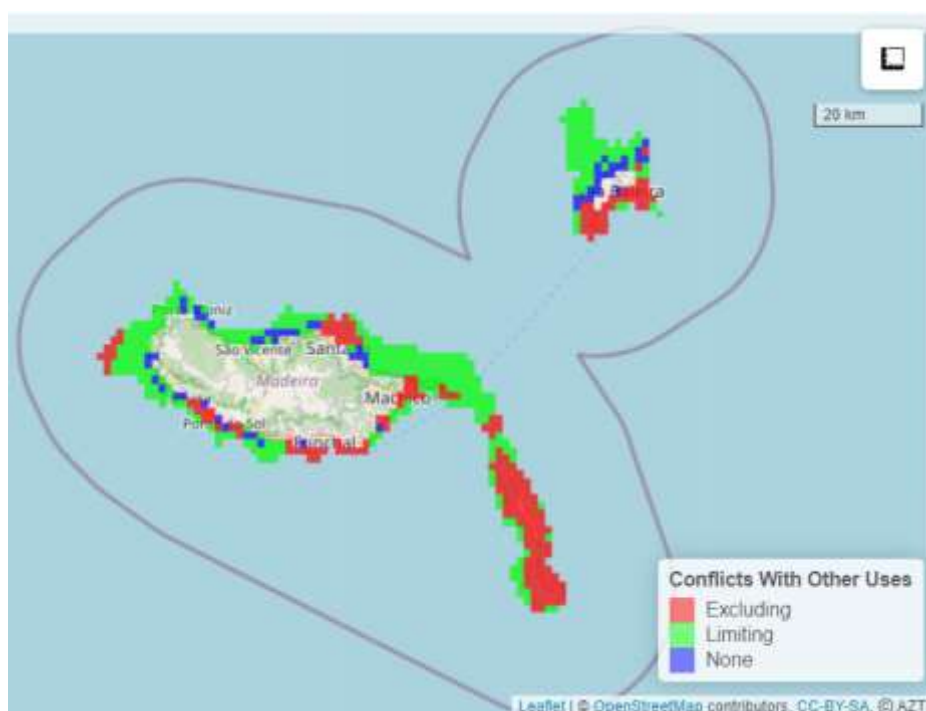 20 km
São Vicente
Santa
Madeira
Machico
Funchal
Conflicts With Other Uses
Excluding
Limiting
None
Leaflet | © OpenStreetMap contributors, CC-BY-SA, © AZT